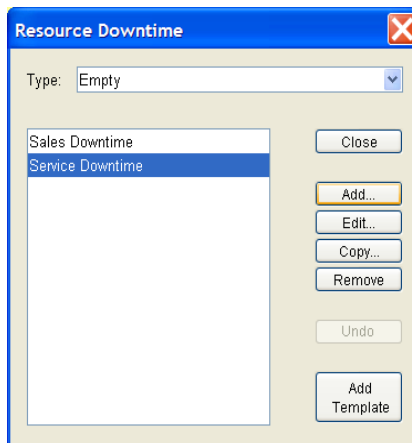 Resource Downtime
Type: Empty
Sales Downtime
Service Downtime
Close
Add...
Edit...
Copy...
Remove
Undo
Add
Template